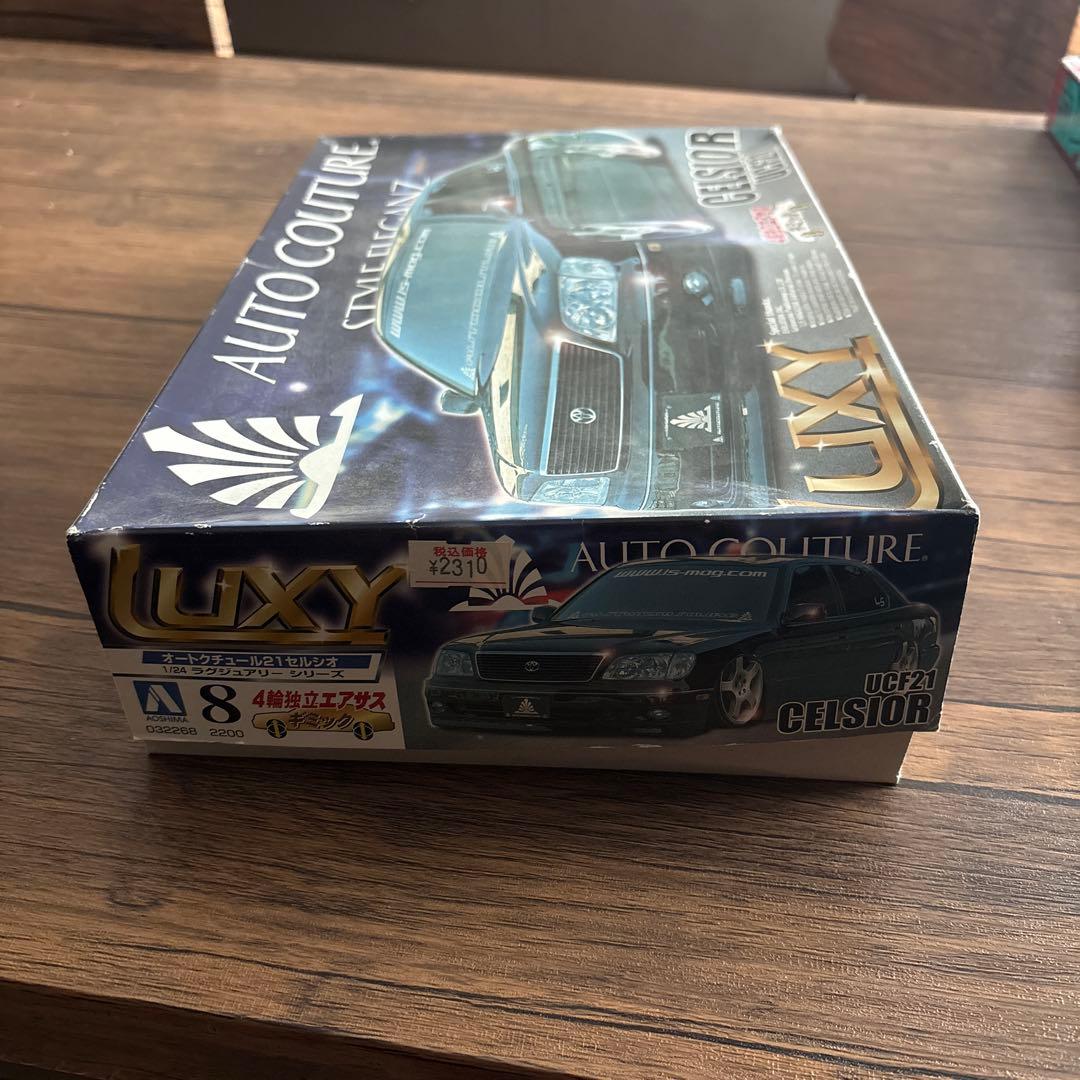 AUTO COUTURE
STYLE ELEGANZ
CELSIOR
UCF21
www.is-mag.com
LUXY
AUTOCOUTURE
LUXY
税込価格
¥2310
AUTO COUTURE®
www.is-mag.com
オートクチュール21セルシオ
1/24 ラグジュアリー シリーズ
AOSHIMA
8
4輪独立エアサス
ギミック
032268 2200
UCF21
CELSIOR